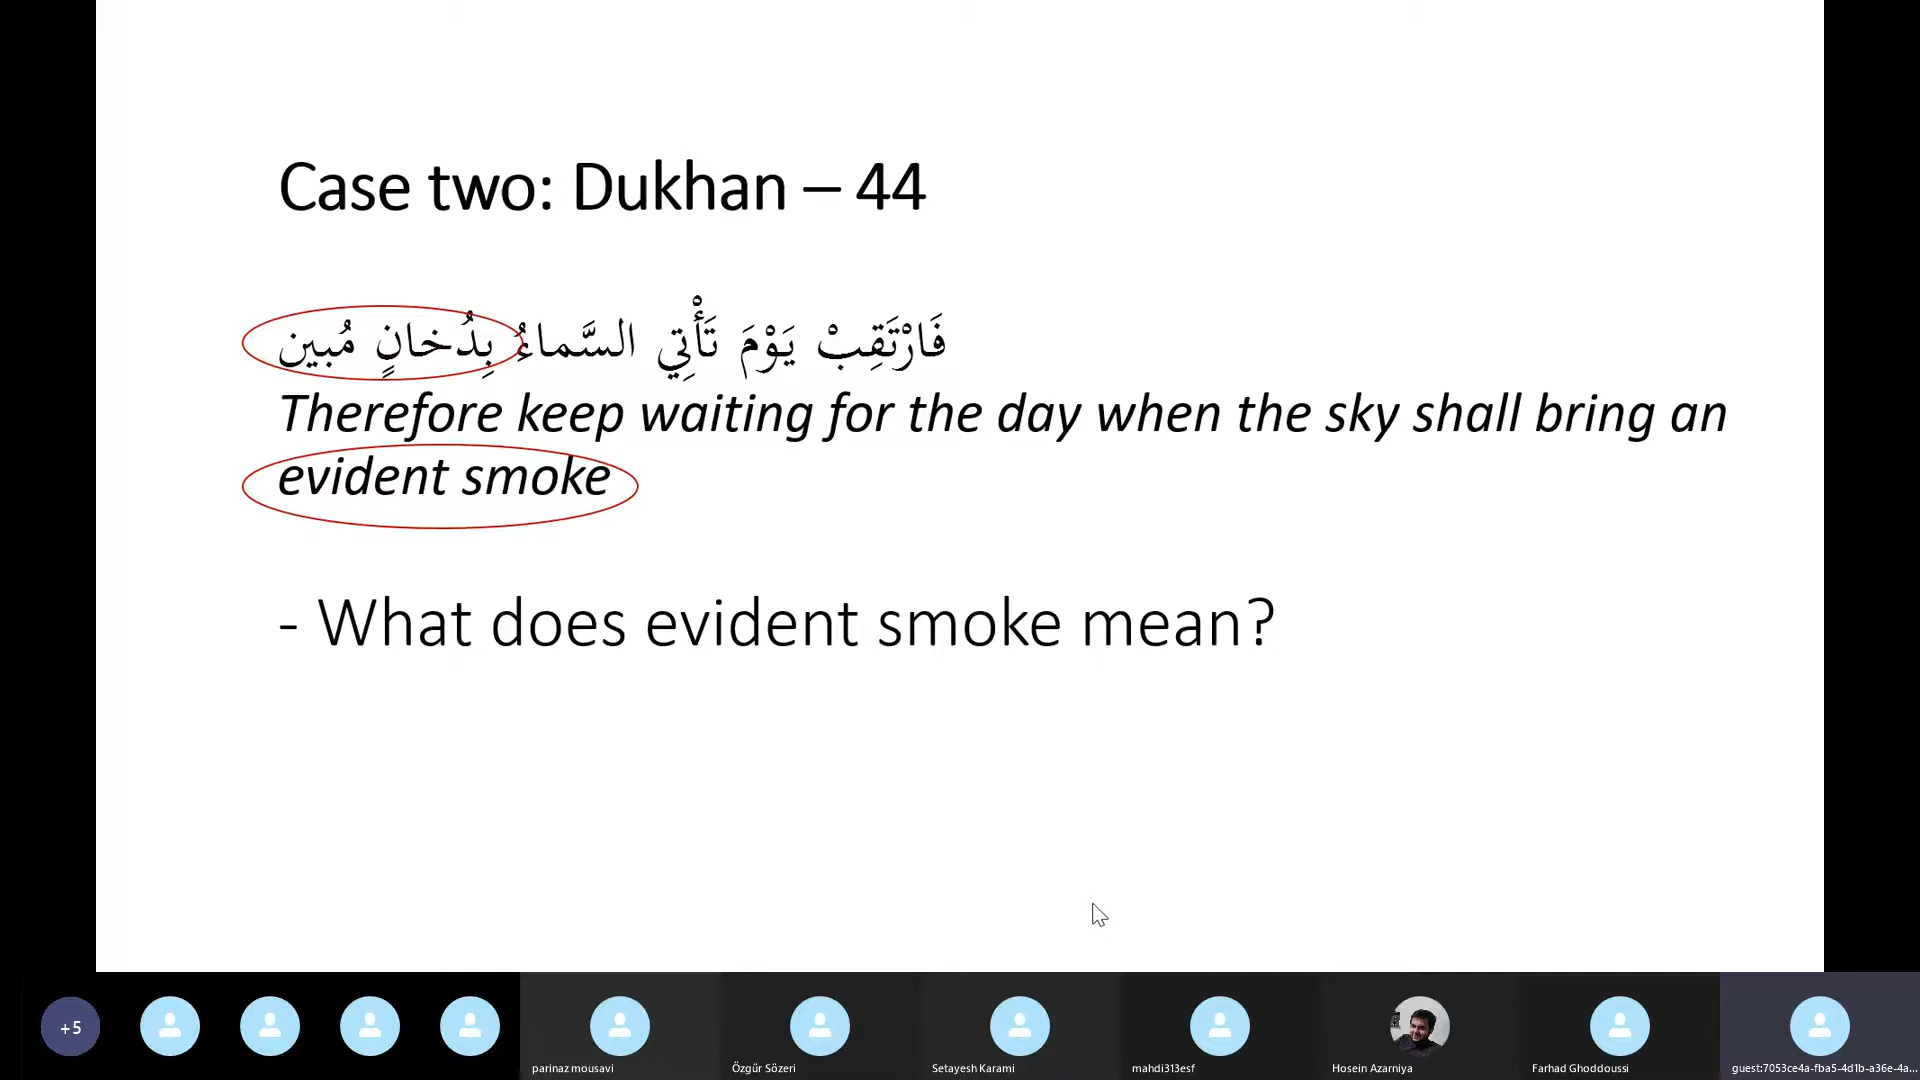 Case two: Dukhan – 44
فَارْتَقِبْ يَوْمَ تَأْتِي السَّماءُ بِدُخانٍ مُبين
Therefore keep waiting for the day when the sky shall bring an
evident smoke
- What does evident smoke mean?
+5
parinaz mousavi
Özgür Sözeri
Setayesh Karami
mahdi313esf
Hosein Azarniya
Farhad Ghoddoussi
guest:7053ce4a-fba5-4d1b-a36e-4a...